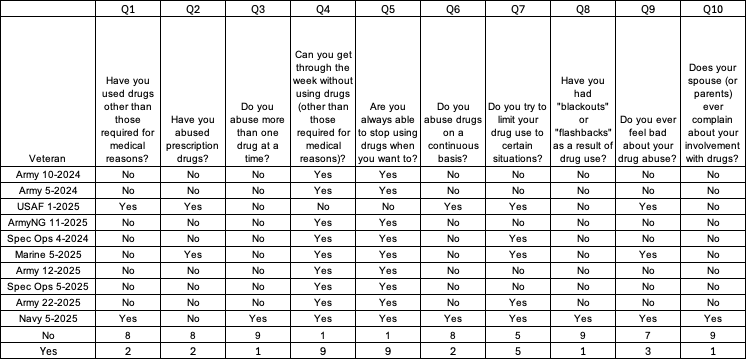 Q1 Q2 Q3 Q4 Q5 Q6 Q7 Q8 Q9 Q10
Veteran Have you used drugs other than those required for medical reasons? Have you abused prescription drugs? Do you abuse more than one drug at a time? Can you get through the week without using drugs (other than those required for medical reasons)? Are you always able to stop using drugs when you want to? Do you abuse drugs on a continuous basis? Do you try to limit your drug use to certain situations? Have you had "blackouts" or "flashbacks" as a result of drug use? Do you ever feel bad about your drug abuse? Does your spouse (or parents) ever complain about your involvement with drugs?
Army 10-2024 No No No Yes Yes No No No No No
Army 5-2024 No No No Yes Yes No No No No No
USAF 1-2025 Yes Yes No No No Yes Yes No Yes No
ArmyNG 11-2025 No No No Yes Yes No No No No No
Spec Ops 4-2024 No No No Yes Yes No Yes No No No
Marine 5-2025 No Yes No Yes Yes No Yes No Yes No
Army 12-2025 No No No Yes Yes No No No No No
Spec Ops 5-2025 No No No Yes Yes No No No No No
Army 22-2025 No No No Yes Yes No Yes No No No
Navy 5-2025 Yes No Yes Yes Yes Yes Yes Yes Yes Yes
No 8 8 9 1 1 8 5 9 7 9
Yes 2 2 1 9 9 2 5 1 3 1